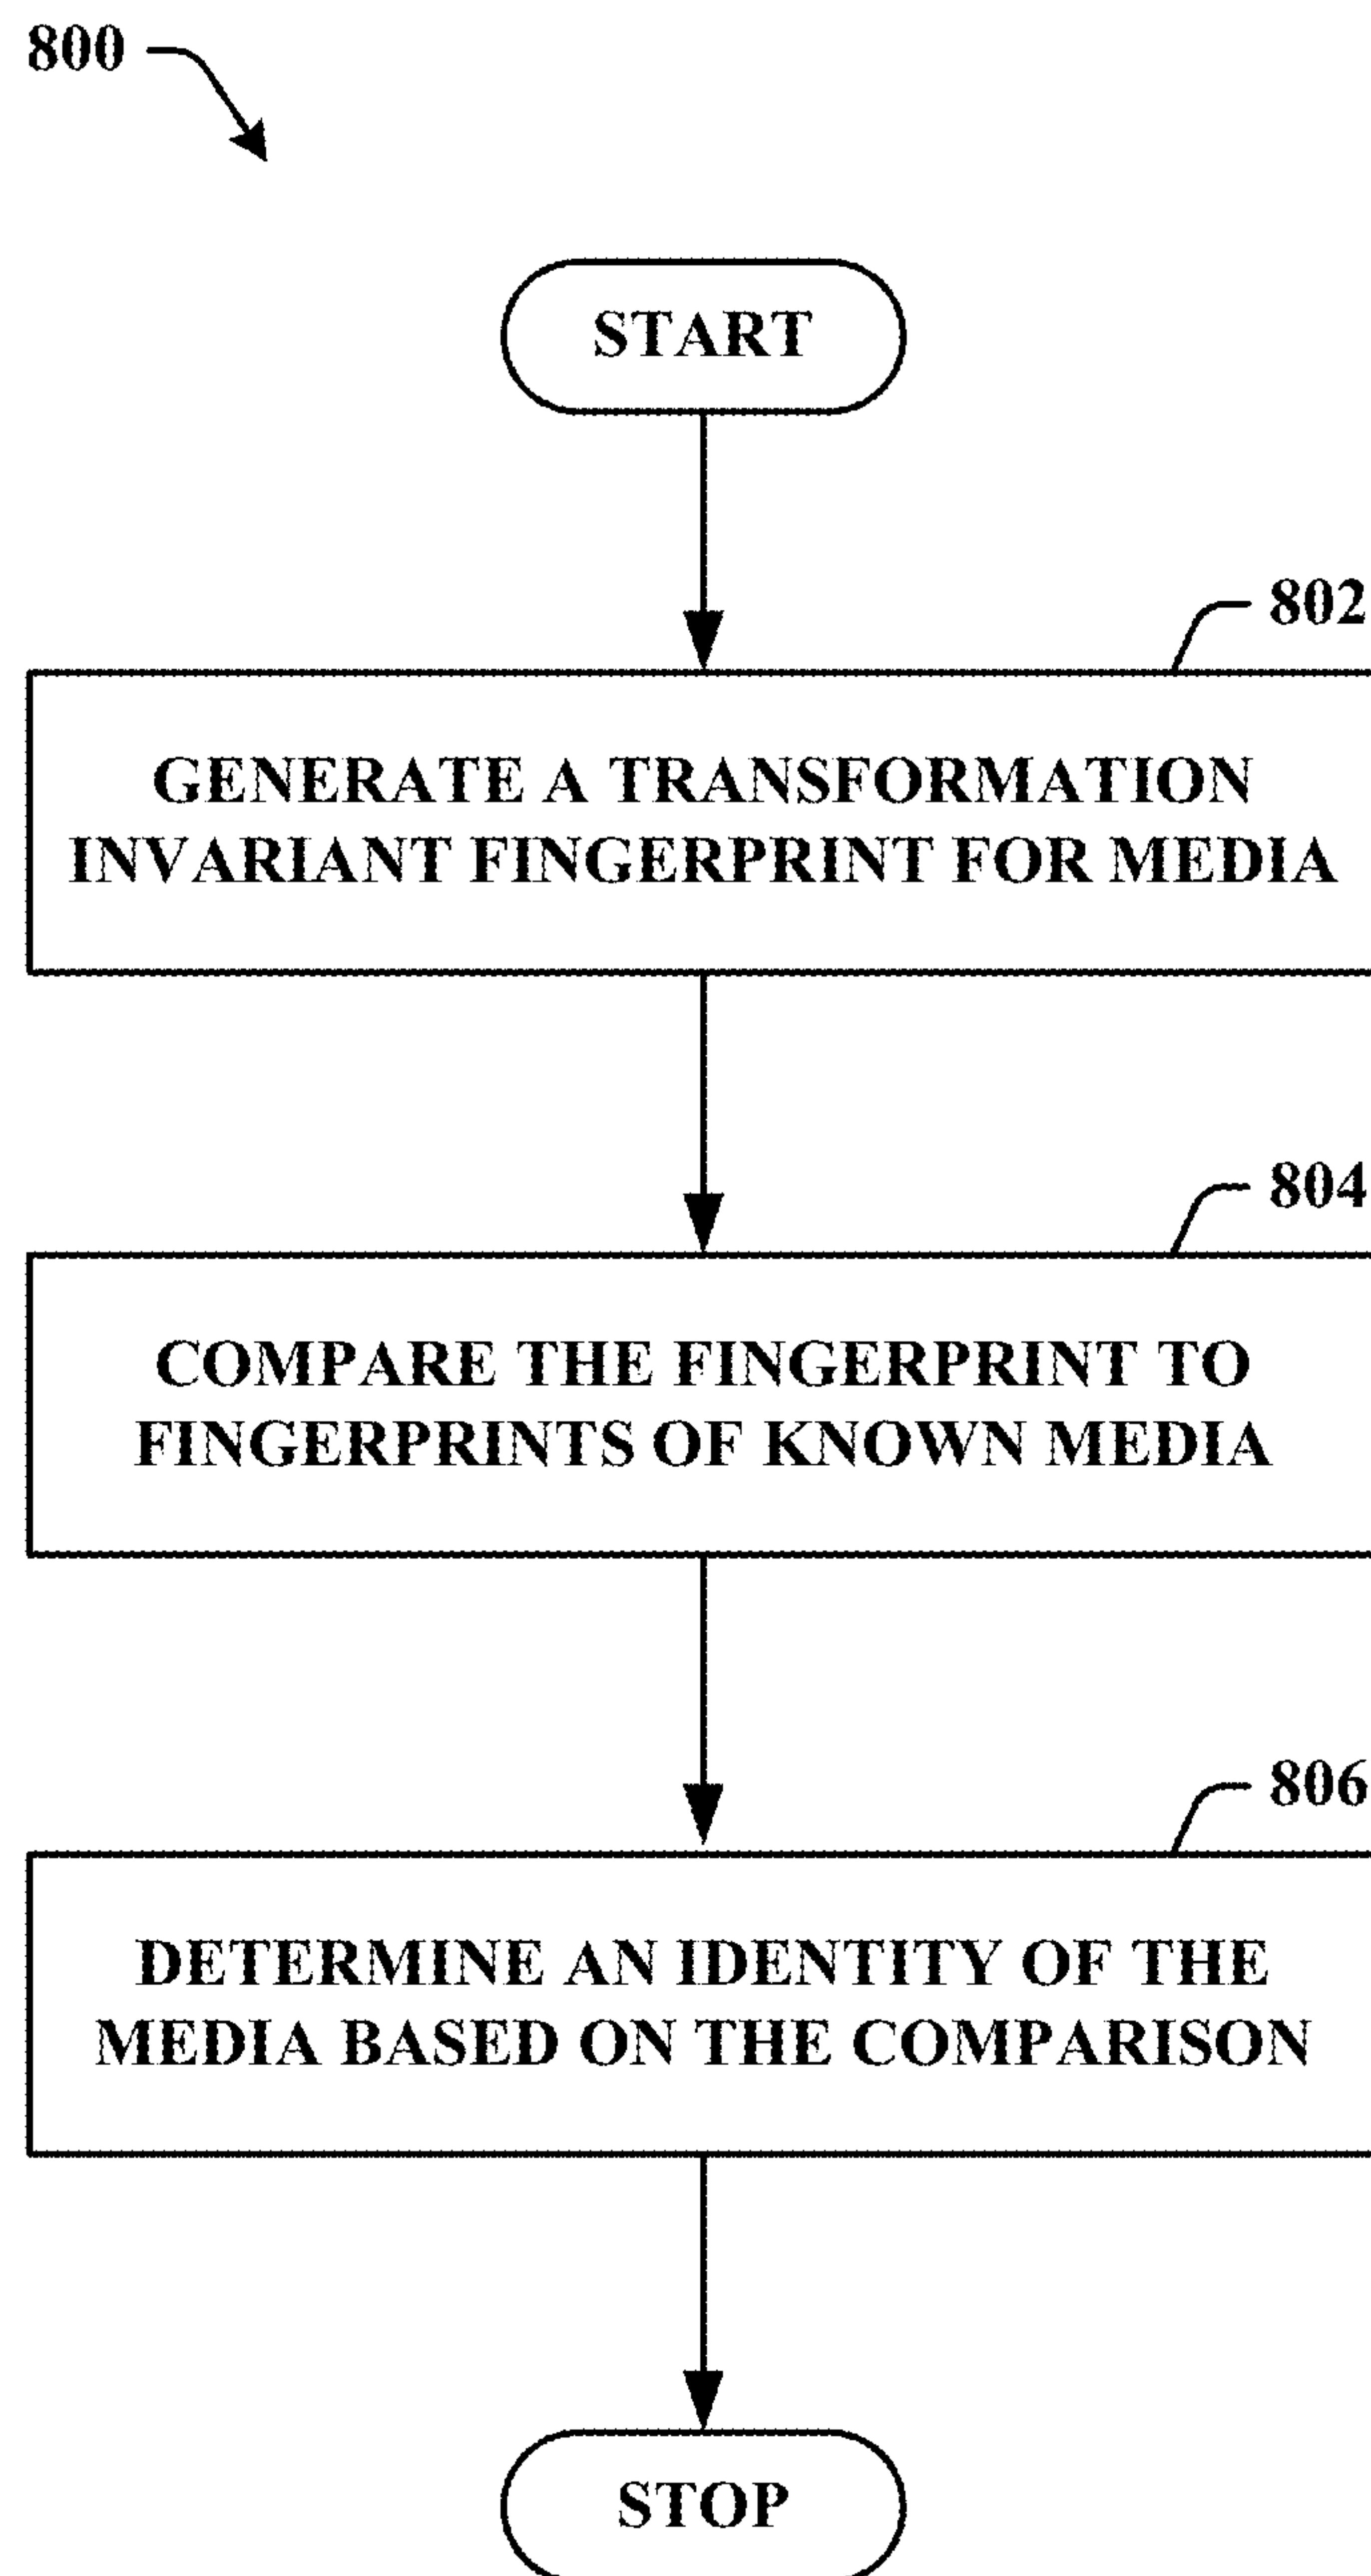 800
START
802
GENERATE A TRANSFORMATION
INVARIANT FINGERPRINT FOR MEDIA
804
COMPARE THE FINGERPRINT TO
FINGERPRINTS OF KNOWN MEDIA
806
DETERMINE AN IDENTITY OF THE
MEDIA BASED ON THE COMPARISON
STOP